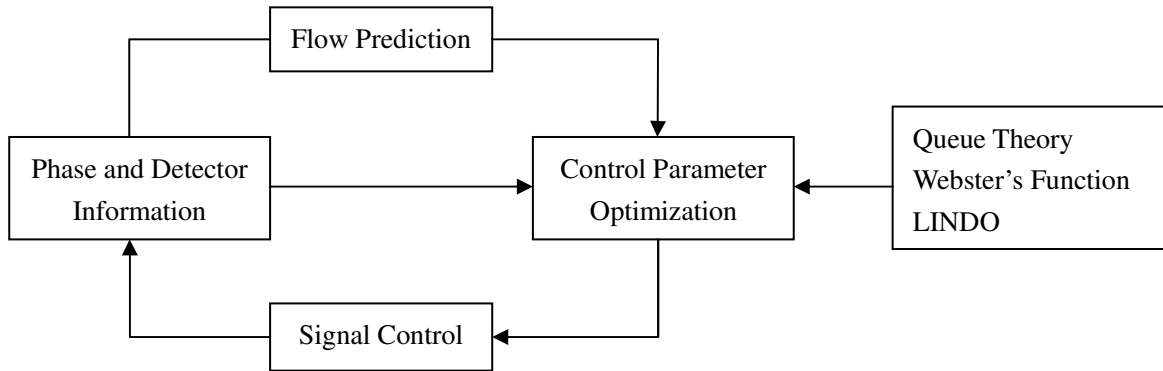 Flow Prediction
Phase and Detector
Information
Control Parameter
Optimization
Queue Theory
Webster’s Function
LINDO
Signal Control